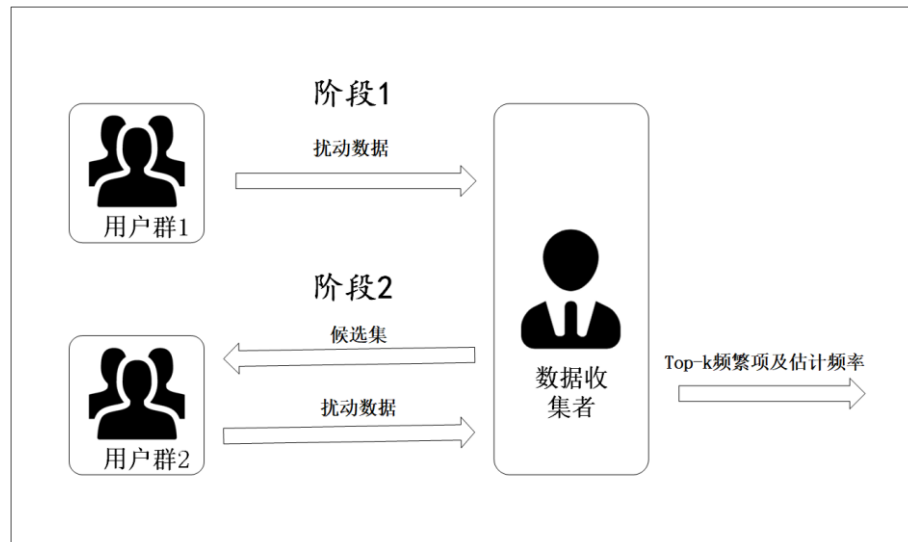 阶段1
扰动数据
用户群1
阶段2
候选集
扰动数据
用户群2
数据收
集者
Top-k频繁项及估计频率